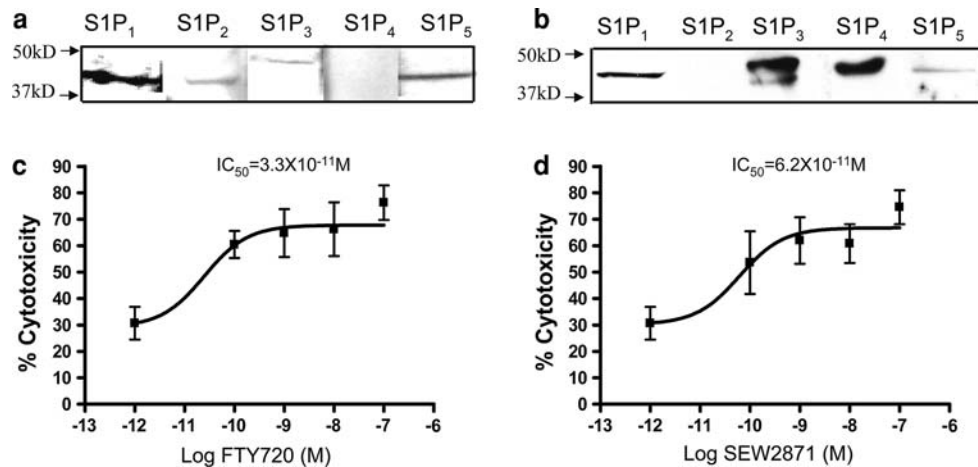 a S1P₁ S1P₂ S1P₃ S1P₄ S1P₅
50kD
37kD
b S1P₁ S1P₂ S1P₃ S1P₄ S1P₅
50kD
37kD
c
IC₅₀=3.3X10⁻¹¹M
% Cytotoxicity
90
80
70
60
50
40
30
20
10
0
-13 -12 -11 -10 -9 -8 -7 -6
Log FTY720 (M)
d
IC₅₀=6.2X10⁻¹¹M
% Cytotoxicity
90
80
70
60
50
40
30
20
10
0
-13 -12 -11 -10 -9 -8 -7 -6
Log SEW2871 (M)